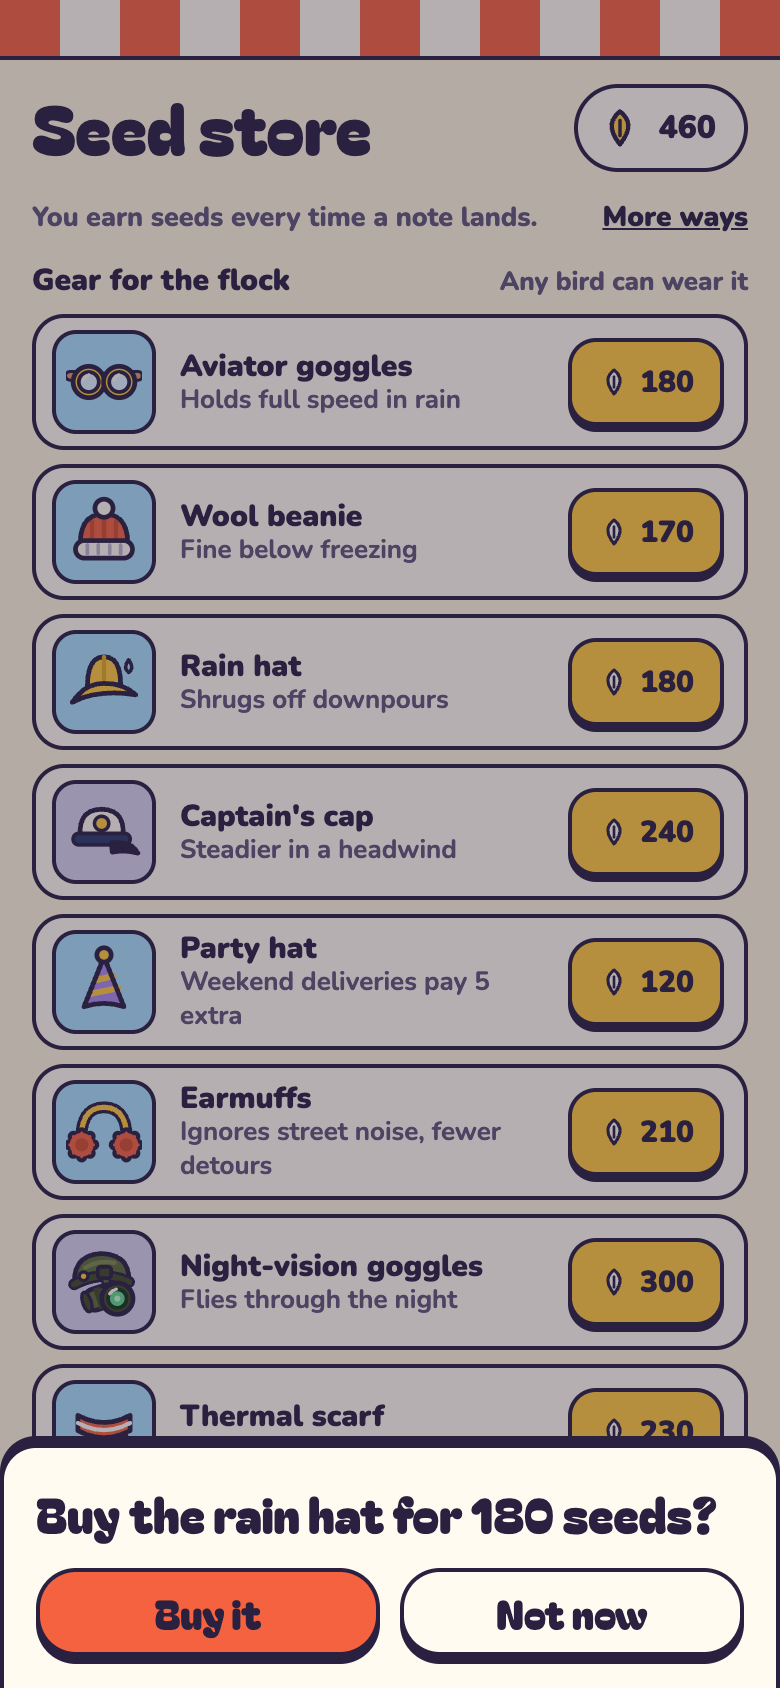 Seed store
460
You earn seeds every time a note lands.
More ways
Gear for the flock
Any bird can wear it
Aviator goggles
Holds full speed in rain
180
Wool beanie
Fine below freezing
170
Rain hat
Shrugs off downpours
180
Captain's cap
Steadier in a headwind
240
Party hat
Weekend deliveries pay 5
extra
120
Earmuffs
Ignores street noise, fewer
detours
210
Night-vision goggles
Flies through the night
300
Thermal scarf
230
Buy the rain hat for 180 seeds?
Buy it
Not now